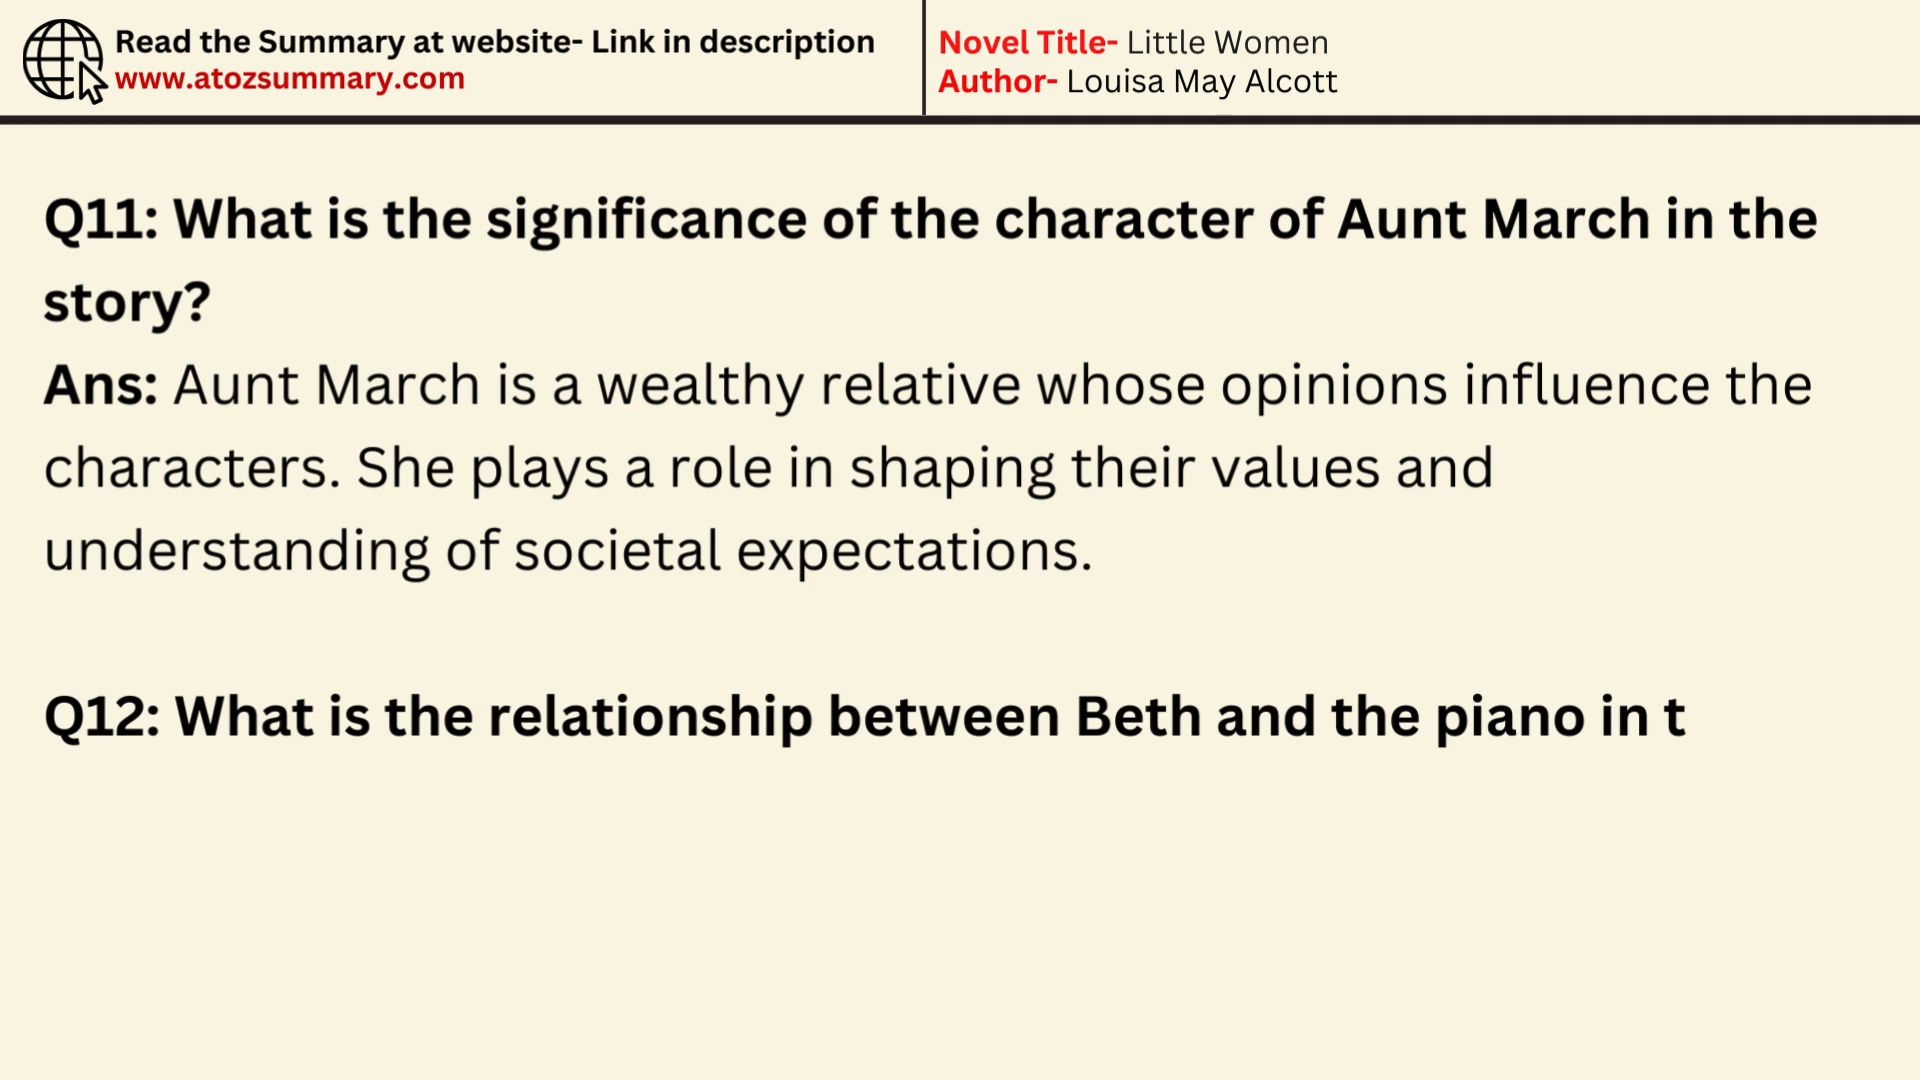 Read the Summary at website- Link in description
www.atozsummary.com
Novel Title- Little Women
Author- Louisa May Alcott
Q11: What is the significance of the character of Aunt March in the
story?
Ans: Aunt March is a wealthy relative whose opinions influence the
characters. She plays a role in shaping their values and
understanding of societal expectations.
Q12: What is the relationship between Beth and the piano in t